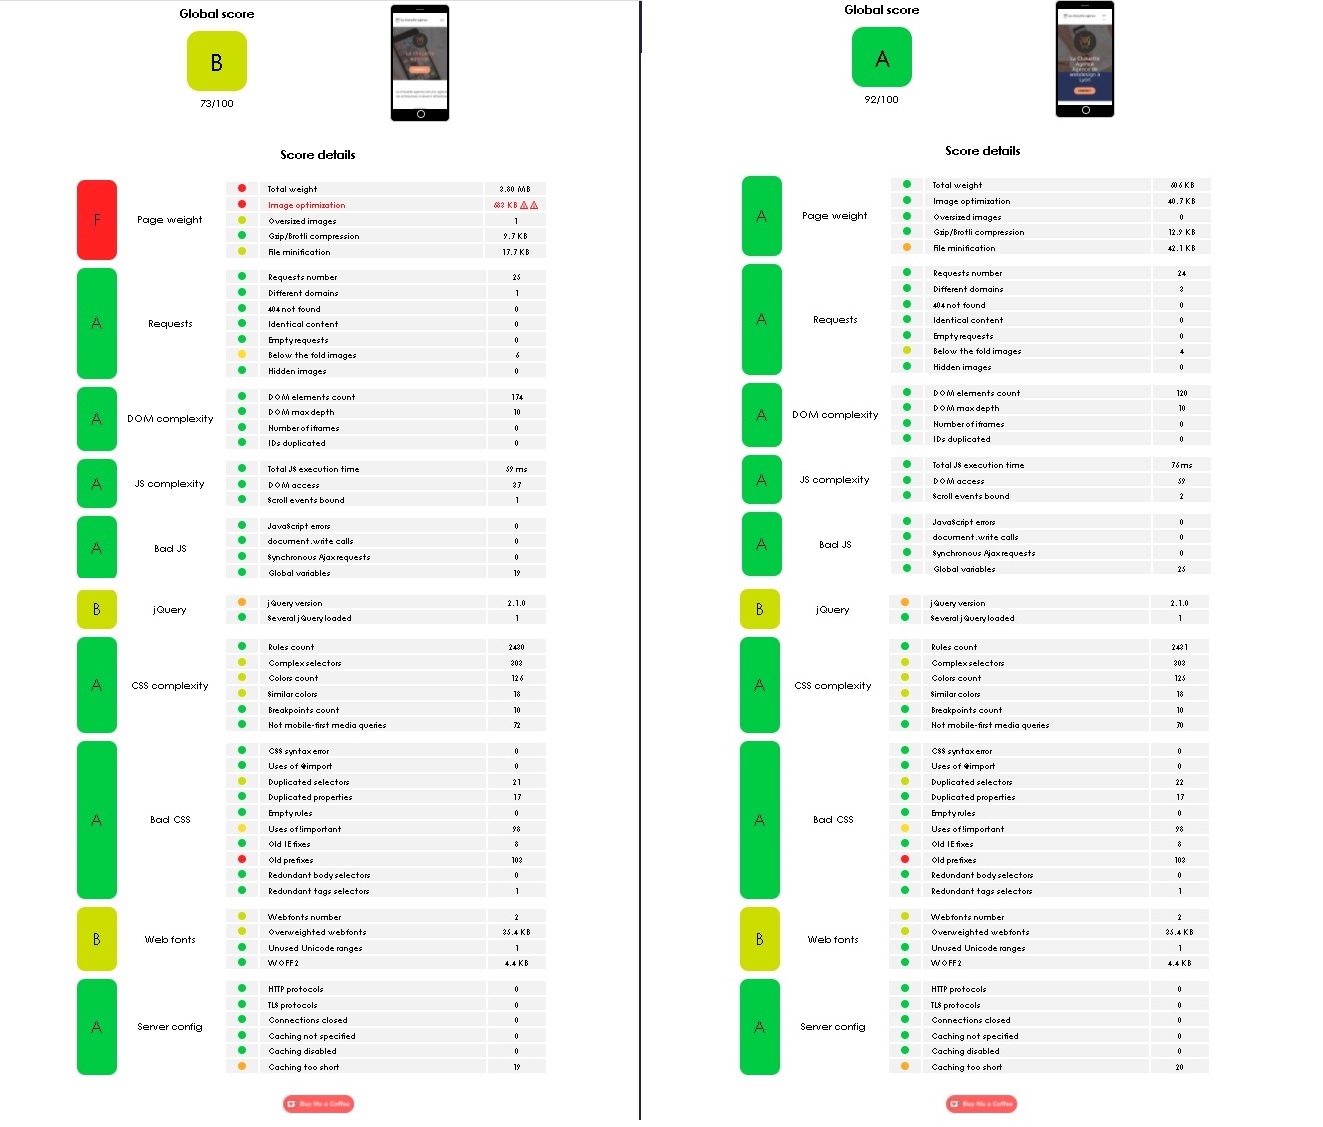 Global score
B
73/100
Score details
F
Page weight
Total weight 3.80 MB
Image optimization 683 KB
Oversized images 1
Gzip/Brotli compression 9.7 KB
File minification 17.7 KB
A
Requests
Requests number 25
Different domains 1
404 not found 0
Identical content 0
Empty requests 0
Below the fold images 6
Hidden images 0
A
DOM complexity
DOM elements count 174
DOM max depth 10
Number of iframes 0
IDs duplicated 0
A
JS complexity
Total JS execution time 59 ms
DOM access 37
Scroll events bound 1
A
Bad JS
JavaScript errors 0
document.write calls 0
Synchronous Ajax requests 0
Global variables 19
B
jQuery
jQuery version 2.1.0
Several jQuery loaded 1
A
CSS complexity
Rules count 2430
Complex selectors 303
Colors count 126
Similar colors 18
Breakpoints count 10
Not mobile-first media queries 72
A
Bad CSS
CSS syntax error 0
Uses of @import 0
Duplicated selectors 21
Duplicated properties 17
Empty rules 0
Uses of !important 98
Old IE fixes 8
Old prefixes 103
Redundant body selectors 0
Redundant tags selectors 1
B
Web fonts
Webfonts number 2
Overweighted webfonts 35.4 KB
Unused Unicode ranges 1
WOFF2 4.4 KB
A
Server config
HTTP protocols 0
TLS protocols 0
Connections closed 0
Caching not specified 0
Caching disabled 0
Caching too short 19
Buy Me a Coffee
Global score
A
92/100
La Chouette
Agence
Agence de
webdesign à
Lyon
Score details
A
Page weight
Total weight 606 KB
Image optimization 40.7 KB
Oversized images 0
Gzip/Brotli compression 12.9 KB
File minification 42.1 KB
A
Requests
Requests number 24
Different domains 3
404 not found 0
Identical content 0
Empty requests 0
Below the fold images 4
Hidden images 0
A
DOM complexity
DOM elements count 120
DOM max depth 10
Number of iframes 0
IDs duplicated 0
A
JS complexity
Total JS execution time 76 ms
DOM access 59
Scroll events bound 2
A
Bad JS
JavaScript errors 0
document.write calls 0
Synchronous Ajax requests 0
Global variables 25
B
jQuery
jQuery version 2.1.0
Several jQuery loaded 1
A
CSS complexity
Rules count 2431
Complex selectors 303
Colors count 125
Similar colors 18
Breakpoints count 10
Not mobile-first media queries 70
A
Bad CSS
CSS syntax error 0
Uses of @import 0
Duplicated selectors 22
Duplicated properties 17
Empty rules 0
Uses of !important 98
Old IE fixes 8
Old prefixes 103
Redundant body selectors 0
Redundant tags selectors 1
B
Web fonts
Webfonts number 2
Overweighted webfonts 35.4 KB
Unused Unicode ranges 1
WOFF2 4.4 KB
A
Server config
HTTP protocols 0
TLS protocols 0
Connections closed 0
Caching not specified 0
Caching disabled 0
Caching too short 20
Buy Me a Coffee